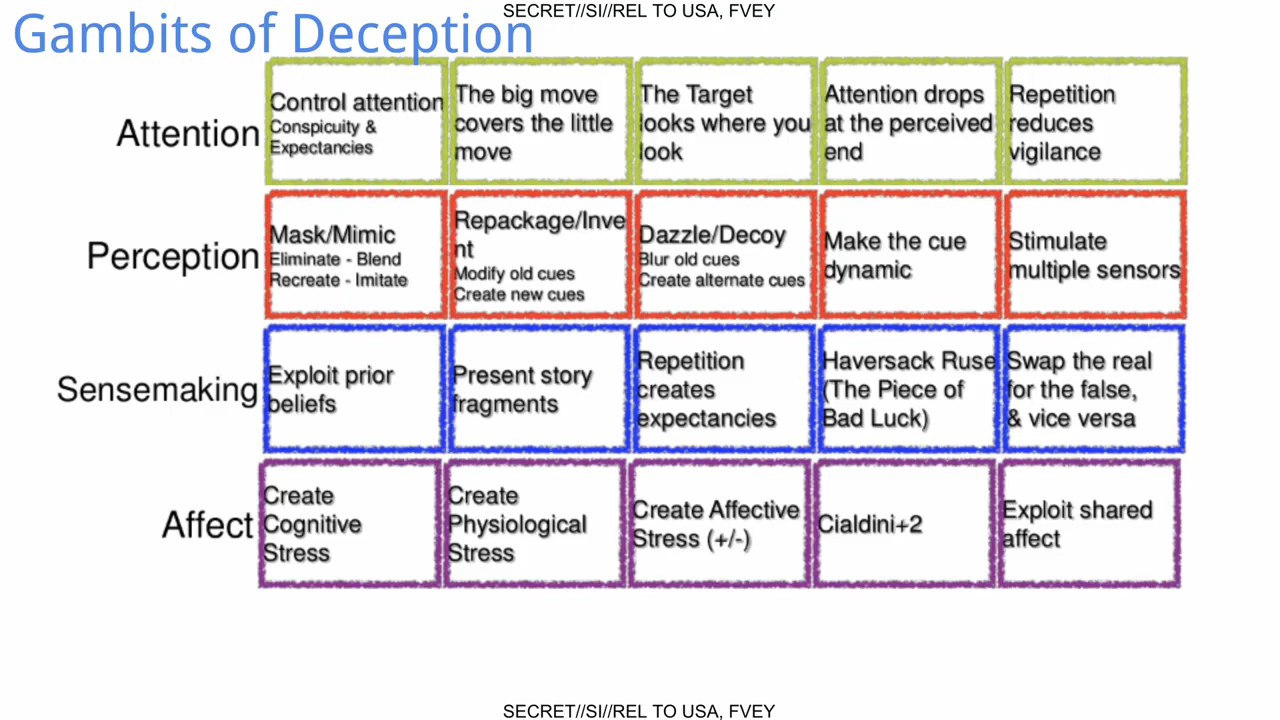 SECRET//SI//REL TO USA, FVEY
Gambits of Deception
Attention
Control attention
Conspicuity &
Expectancies
The big move
covers the little
move
The Target
looks where you
look
Attention drops
at the perceived
end
Repetition
reduces
vigilance
Perception
Mask/Mimic
Eliminate - Blend
Recreate - Imitate
Repackage/Inve
nt
Modify old cues
Create new cues
Dazzle/Decoy
Blur old cues
Create alternate cues
Make the cue
dynamic
Stimulate
multiple sensors
Sensemaking
Exploit prior
beliefs
Present story
fragments
Repetition
creates
expectancies
Haversack Ruse
(The Piece of
Bad Luck)
Swap the real
for the false,
& vice versa
Affect
Create
Cognitive
Stress
Create
Physiological
Stress
Create Affective
Stress (+/-)
Cialdini+2
Exploit shared
affect
SECRET//SI//REL TO USA, FVEY